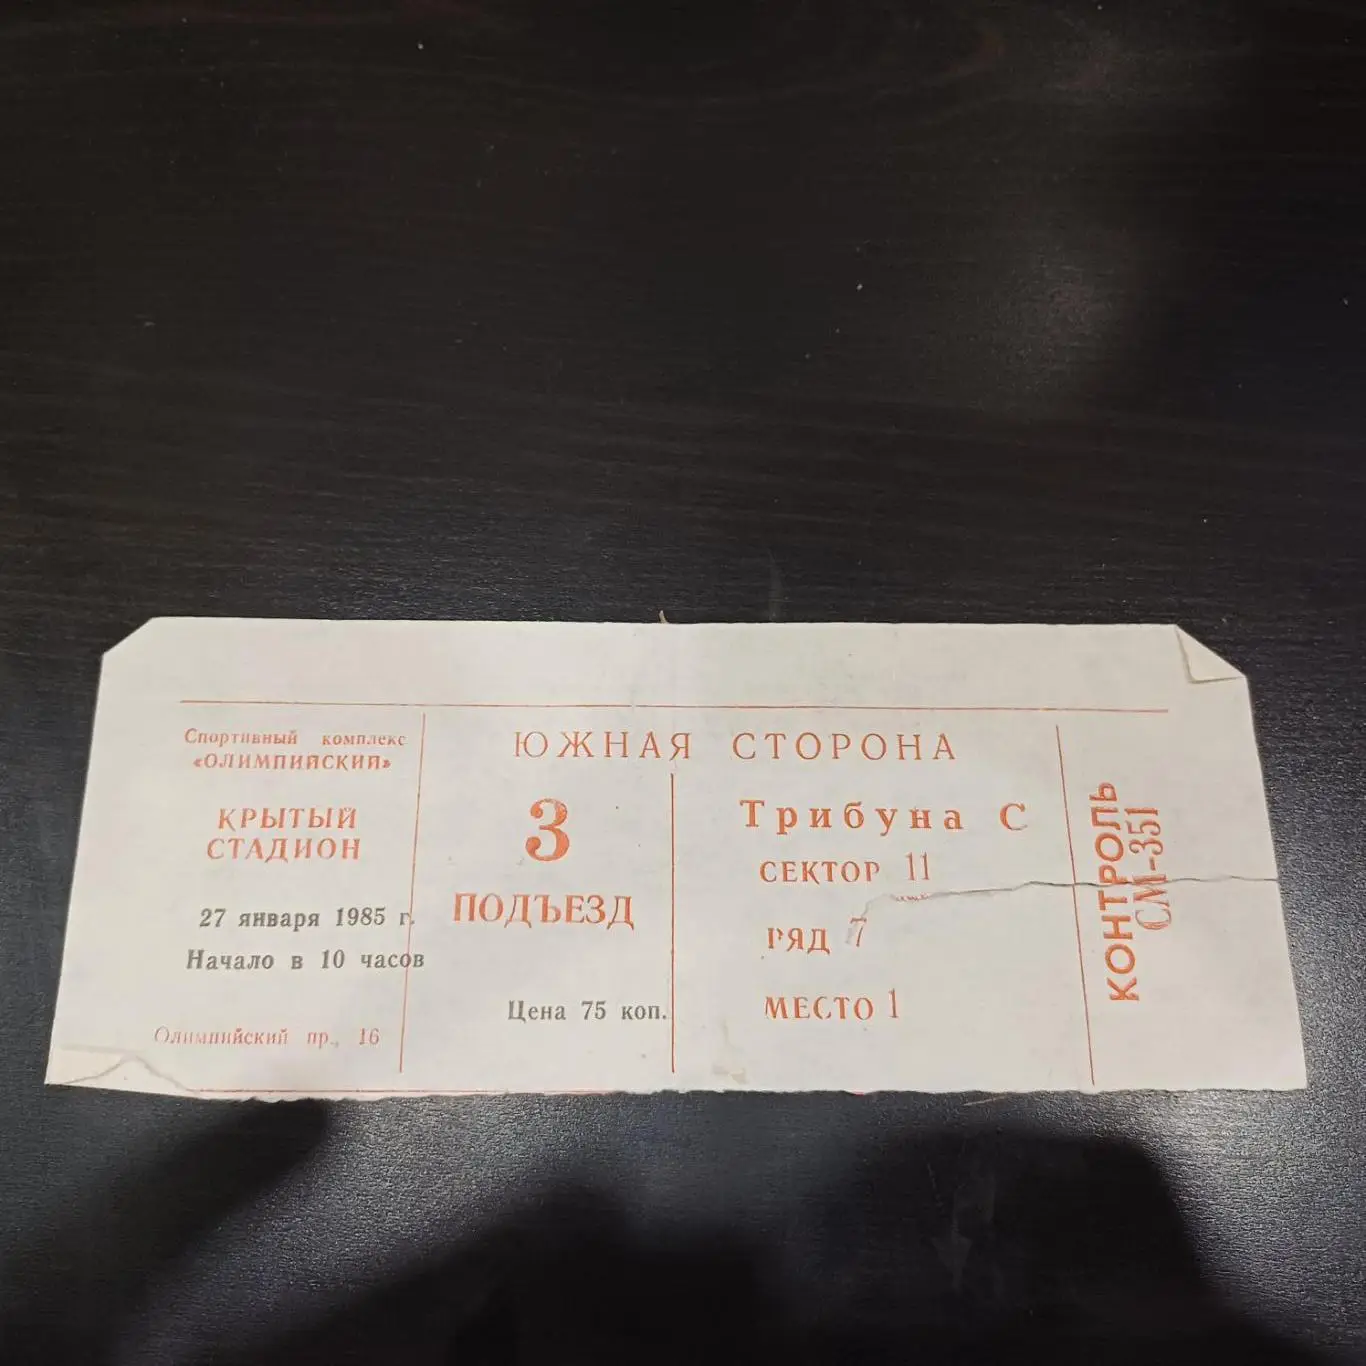 Спортивный комплекс
«ОЛИМПИЙСКИЙ»
КРЫТЫЙ
СТАДИОН
27 января 1985 г.
Начало в 10 часов
Олимпийский пр., 16
ЮЖНАЯ СТОРОНА
3
ПОДЪЕЗД
Цена 75 коп.
Трибуна С
СЕКТОР 11
РЯД 7
МЕСТО 1
КОНТРОЛЬ
СМ-351